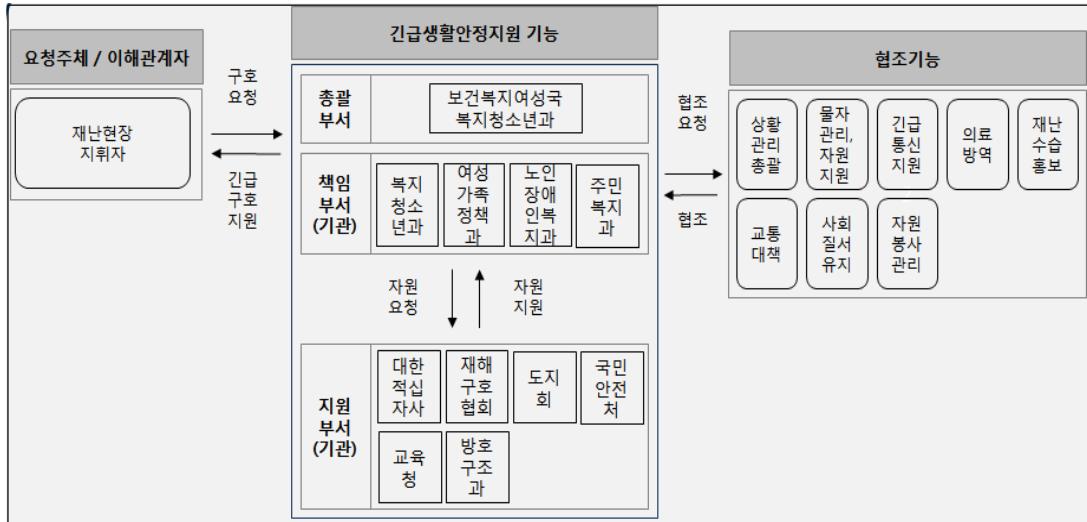 요청주체 / 이해관계자
재난현장
지휘자
구호
요청
긴급
구호
지원
긴급생활안정지원 기능
총괄
부서
보건복지여성국
복지청소년과
책임
부서
(기관)
복지
청소
년과
여성
가족
정책
과
노인
장애
인복
지과
주민
복지
과
자원
요청
자원
지원
지원
부서
(기관)
대한
적십
자사
재해
구호
협회
도지
회
국민
안전
처
교육
청
방호
구조
과
협조
요청
협조
협조기능
상황
관리
총괄
물자
관리,
자원
지원
긴급
통신
지원
의료
방역
재난
수습
홍보
교통
대책
사회
질서
유지
자원
봉사
관리